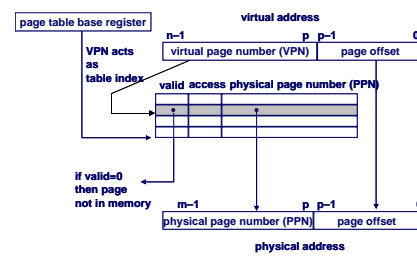 page table base register
virtual address
n–1
p
p–1
0
VPN acts
as
table index
virtual page number (VPN)
page offset
valid
access
physical page number (PPN)
if valid=0
then page
not in memory
m–1
p
p–1
physical page number (PPN)
page offset
physical address